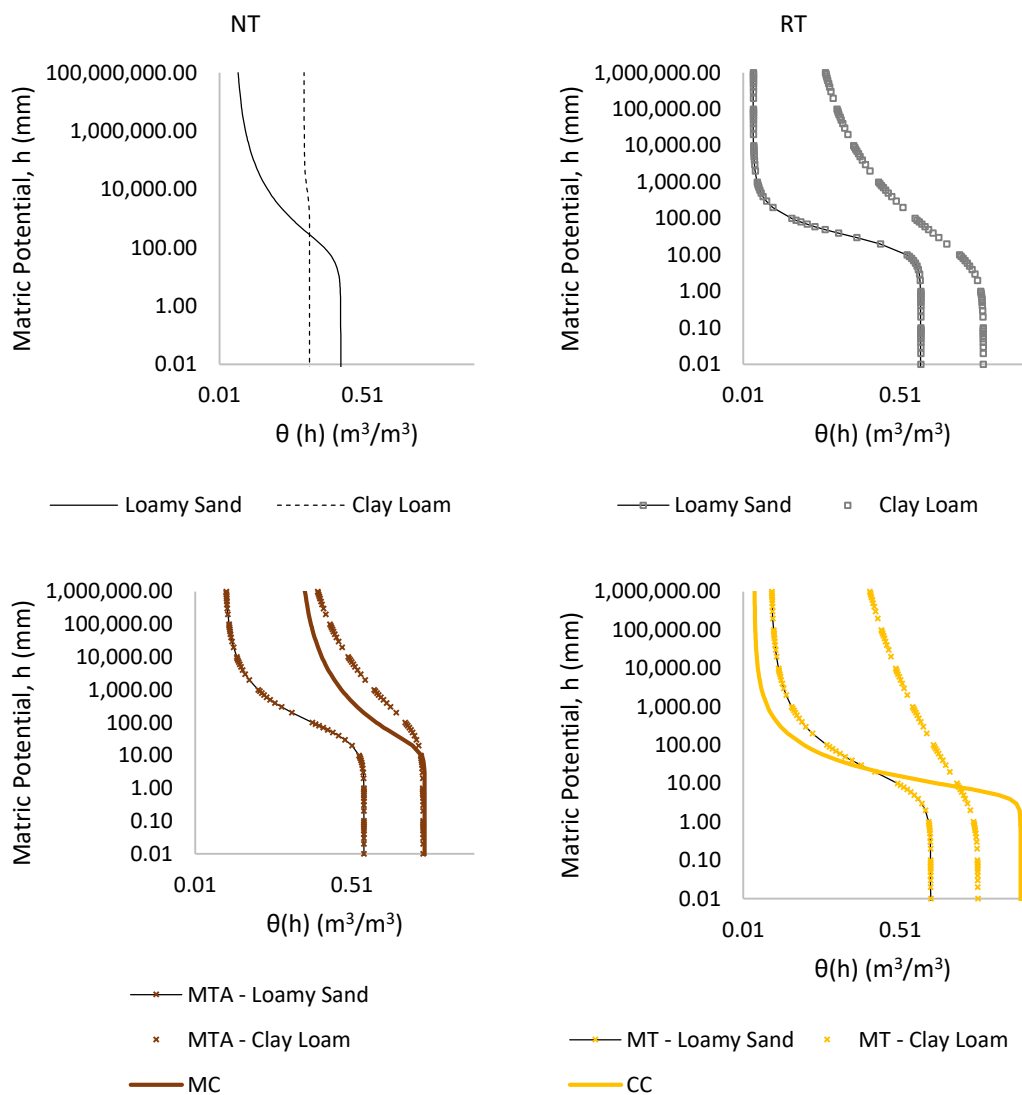 NT
100,000,000.00
1,000,000.00
10,000.00
100.00
1.00
0.01
Matric Potential, h (mm)
0.01 0.51
θ (h) (m³/m³)
Loamy Sand Clay Loam
RT
1,000,000.00
100,000.00
10,000.00
1,000.00
100.00
10.00
1.00
0.10
0.01
Matric Potential, h (mm)
0.01 0.51
θ(h) (m³/m³)
Loamy Sand Clay Loam
1,000,000.00
100,000.00
10,000.00
1,000.00
100.00
10.00
1.00
0.10
0.01
Matric Potential, h (mm)
0.01 0.51
θ(h) (m³/m³)
MTA - Loamy Sand
MTA - Clay Loam
MC
1,000,000.00
100,000.00
10,000.00
1,000.00
100.00
10.00
1.00
0.10
0.01
Matric Potential, h (mm)
0.01 0.51
θ(h) (m³/m³)
MT - Loamy Sand MT - Clay Loam
CC